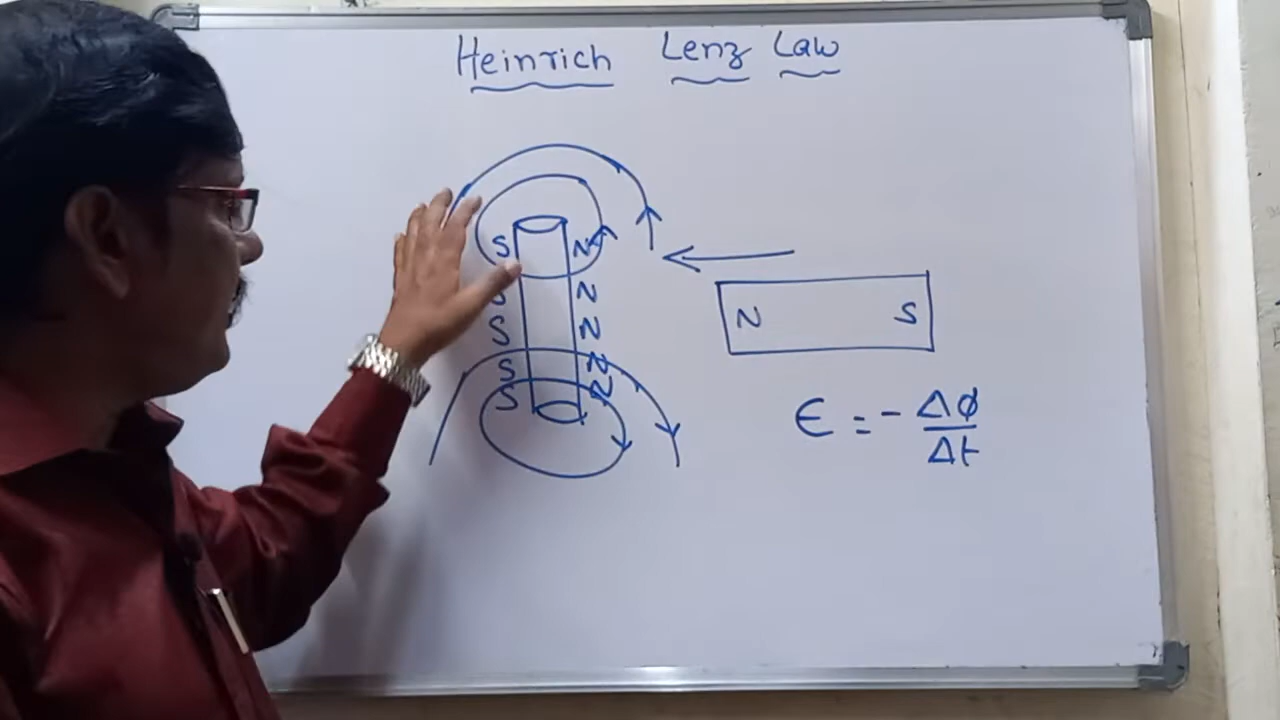 Heinrich Lenz Law
S N
S N
S N
S N
S N
N S
ϵ = - Δφ/Δt